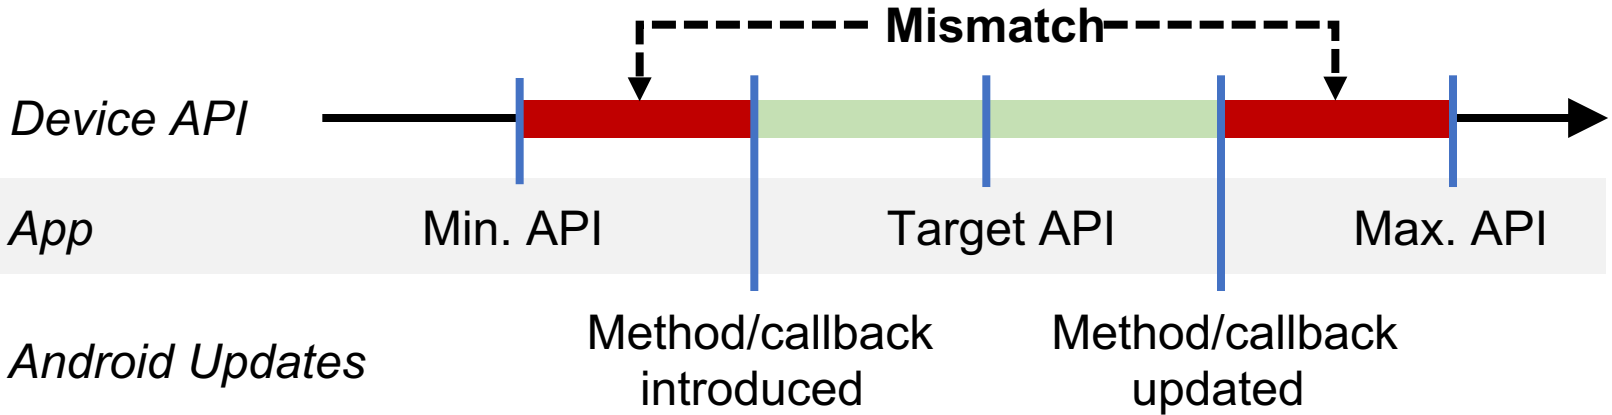 Mismatch
Device API
App
Min. API
Target API
Max. API
Android Updates
Method/callback
introduced
Method/callback
updated